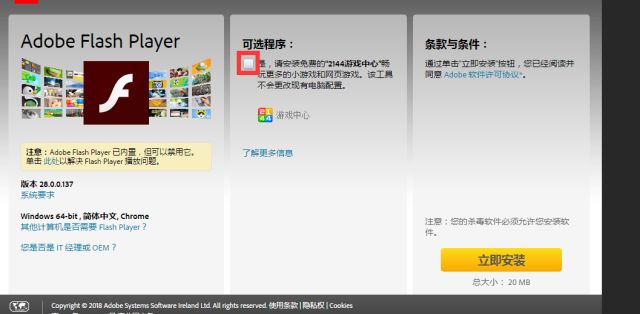 Adobe Flash Player
注意：Adobe Flash Player 已内置，但可以禁用它。
单击 此处以解决 Flash Player 播放问题。
版本 28.0.0.137
系统要求
Windows 64-bit , 简体中文, Chrome
其他计算机是否需要 Flash Player？
您是否是 IT 经理或 OEM？
可选程序：
是，请安装免费的“2144游戏中心”畅
玩更多的小游戏和网页游戏。该工具
不会更改现有电脑配置。
21
44
游戏中心
了解更多信息
条款与条件：
通过单击“立即安装”按钮，您已经阅读并
同意 Adobe 软件许可协议*。
注意：您的杀毒软件必须允许您安装软
件。
立即安装
总大小： 20 MB
Copyright © 2018 Adobe Systems Software Ireland Ltd. All rights reserved. 使用条款 | 隐私权 | Cookies